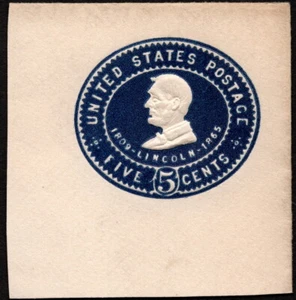 UNITED STATES POSTAGE
1809-LINCOLN-1865
FIVE 5 CENTS